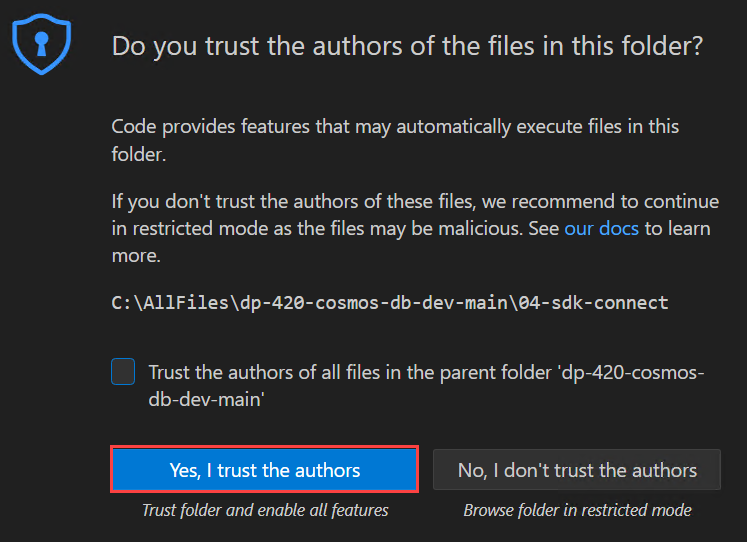 Do you trust the authors of the files in this folder?
Code provides features that may automatically execute files in this
folder.
If you don't trust the authors of these files, we recommend to continue
in restricted mode as the files may be malicious. See our docs to learn
more.
C:\AllFiles\dp-420-cosmos-db-dev-main\04-sdk-connect
Trust the authors of all files in the parent folder 'dp-420-cosmos-
db-dev-main'
Yes, I trust the authors
No, I don't trust the authors
Trust folder and enable all features
Browse folder in restricted mode